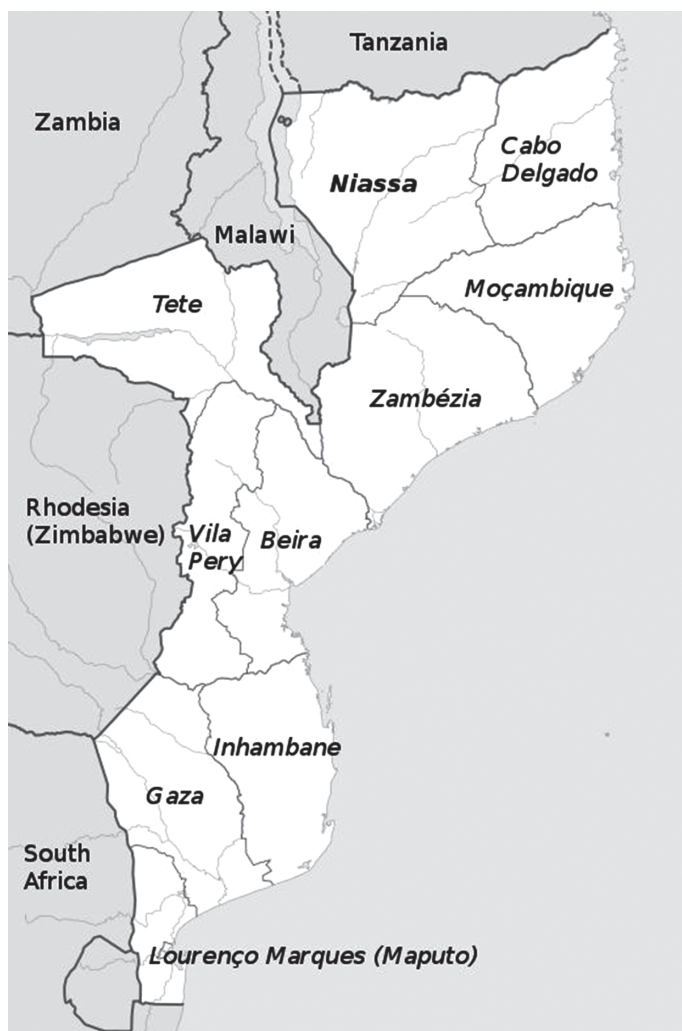 Tanzania
Zambia
Cabo
Delgado
Niassa
Malawi
Moçambique
Tete
Zambézia
Rhodesia
(Zimbabwe)
Vila
Pery
Beira
Inhambane
Gaza
South
Africa
Lourenço Marques (Maputo)